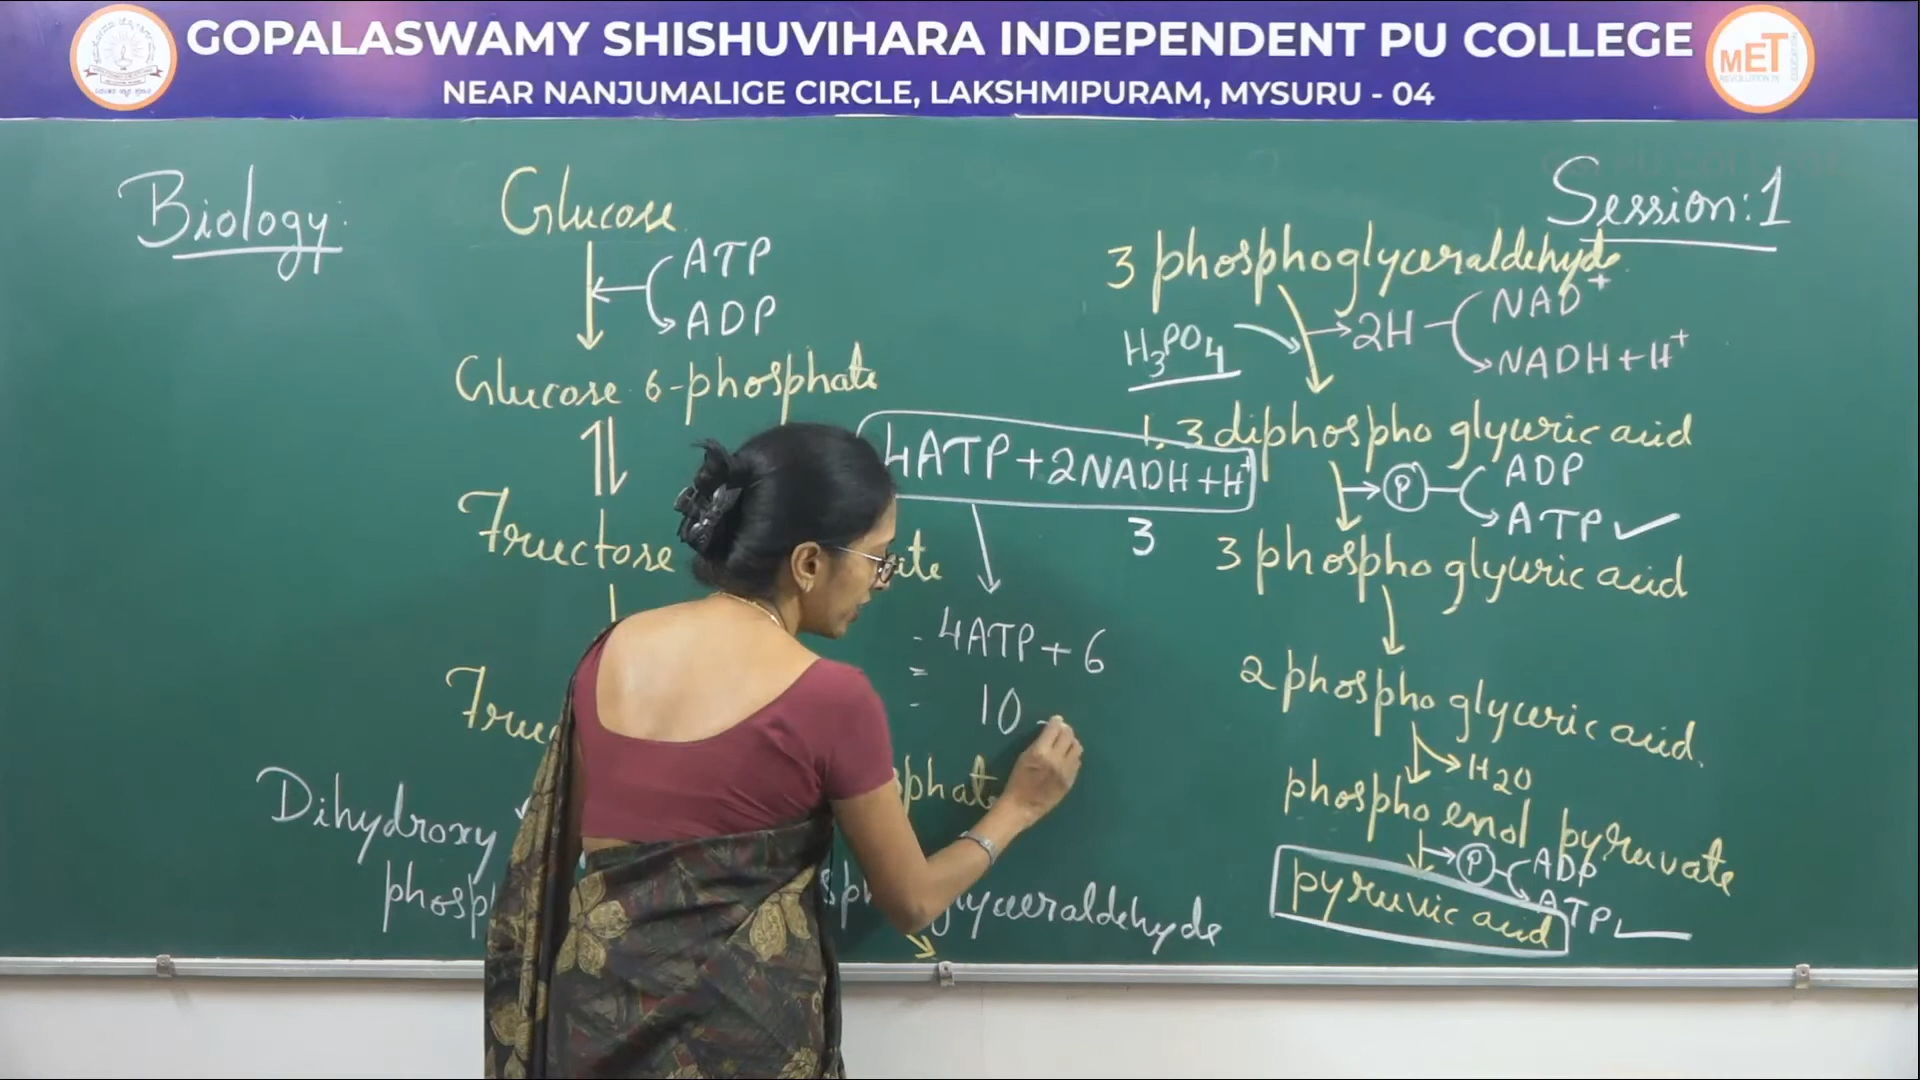 GOPALASWAMY SHISHUVIHARA INDEPENDENT PU COLLEGE
NEAR NANJUMALIGE CIRCLE, LAKSHMIPURAM, MYSURU - 04
MET
Biology:
Session: 1
Glucose
ATP
ADP
Glucose 6-phosphate
Fructose
ate
Dihydroxy
phosp
sphate
glyceraldehyde
4ATP+2NADH+H+
3
4ATP+6
10 -
3 phosphoglyceraldehyde
H3PO4
2H
NAD+
NADH+H+
1, 3 diphospho glyceric acid
P
ADP
ATP
3 phospho glyceric acid
2 phospho glyceric acid.
H2O
phospho enol pyruvate
P
ADP
ATP
pyruvic acid